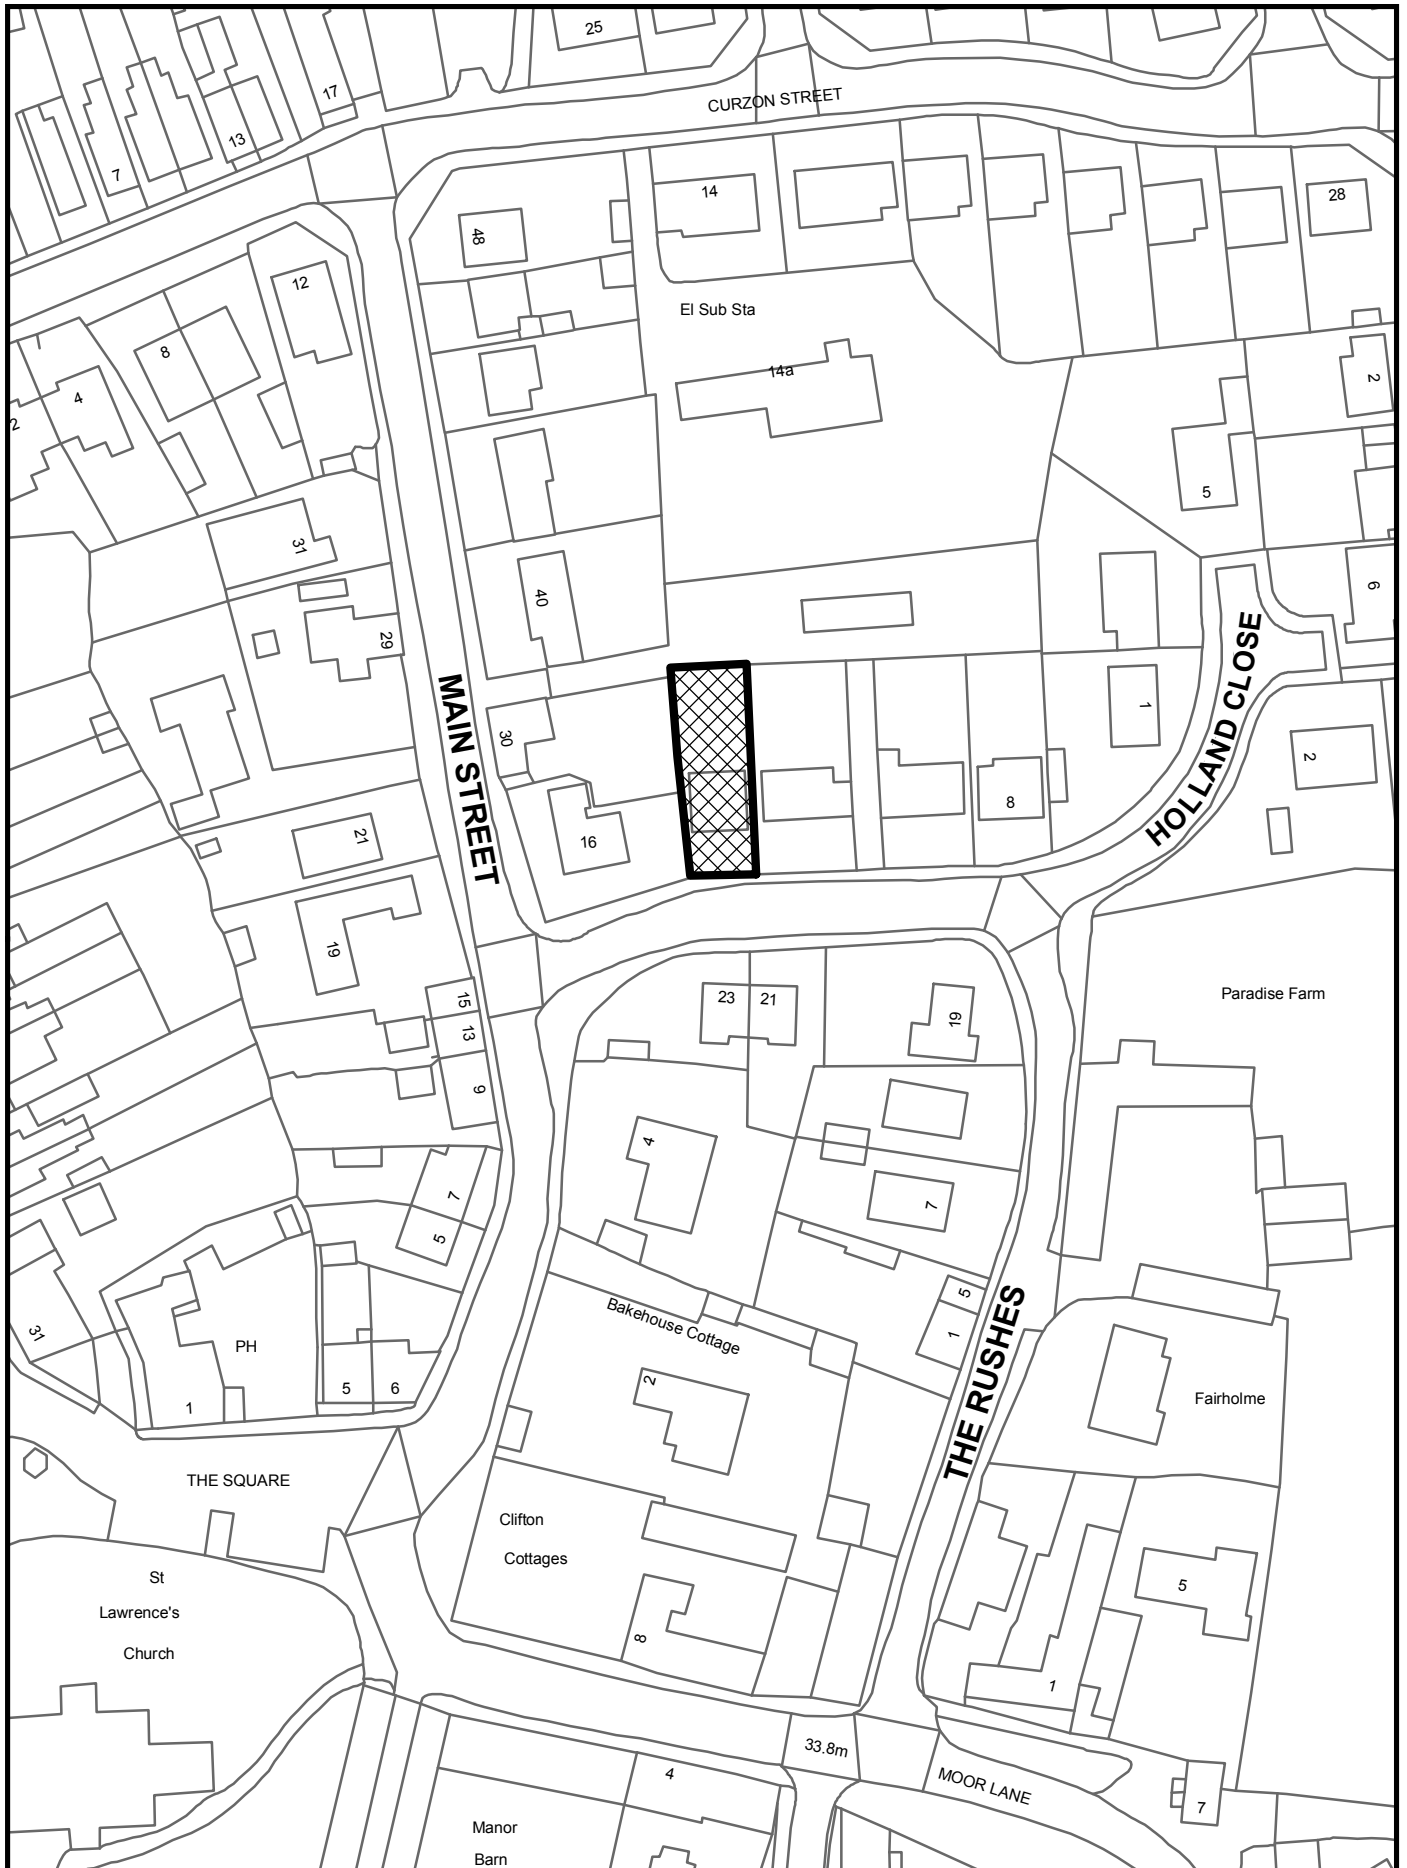 25
17
CURZON STREET
13
7
14
28
48
12
El Sub Sta
8
14a
2
4
2
5
31
40
6
29
HOLLAND CLOSE
MAIN STREET
1
30
2
8
21
16
19
Paradise Farm
15
23
21
19
13
9
4
7
7
5
5
Bakehouse Cottage
1
31
PH
THE RUSHES
2
5
6
1
Fairholme
THE SQUARE
Clifton
Cottages
St
5
Lawrence's
8
Church
1
33.8m
4
MOOR LANE
7
Manor
Barn